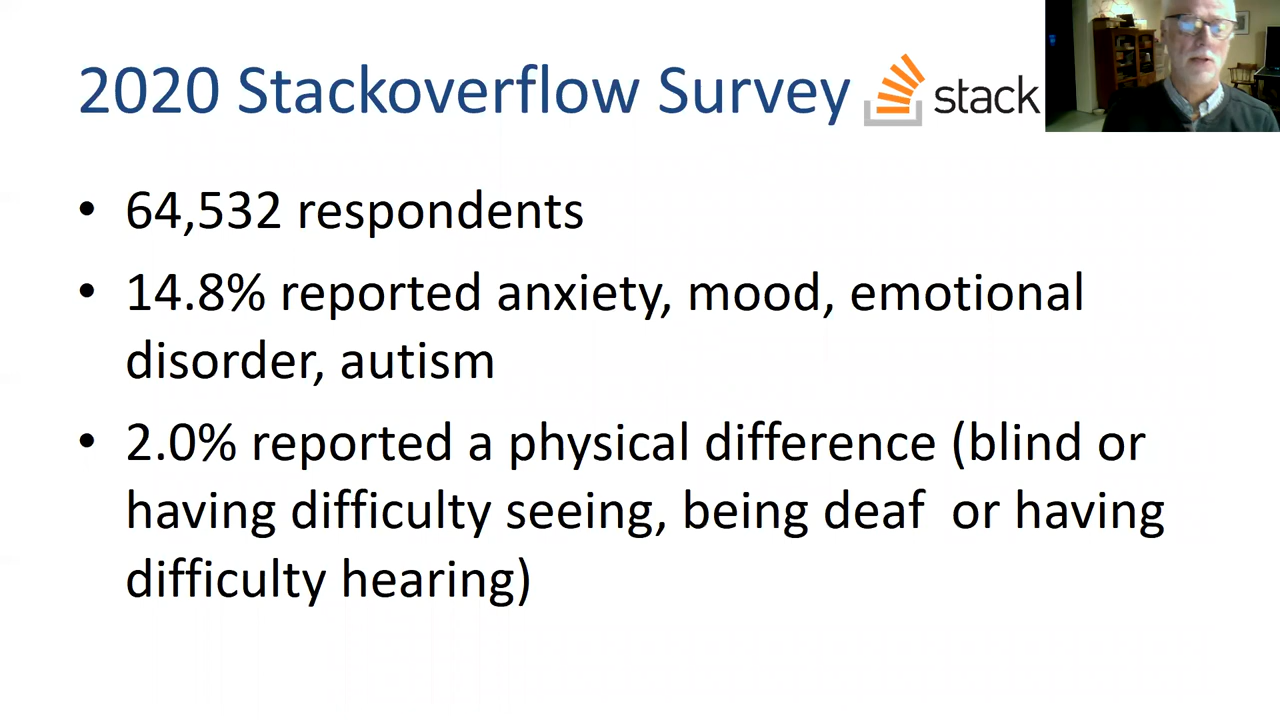 2020 Stackoverflow Survey stack
• 64,532 respondents
• 14.8% reported anxiety, mood, emotional
disorder, autism
• 2.0% reported a physical difference (blind or
having difficulty seeing, being deaf  or having
difficulty hearing)